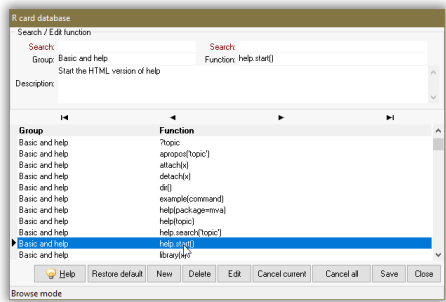 R card database
Search / Edit function
Search: Search:
Group: Basic and help Function: help.start()
Description: Start the HTML version of help
Group Function
Basic and help ?topic
Basic and help apropos('topic')
Basic and help attach(x)
Basic and help detach(x)
Basic and help dir()
Basic and help example(command)
Basic and help help(package=mva)
Basic and help help(topic)
Basic and help help.search('topic')
Basic and help help.start()
Basic and help
Help Restore default New Delete Edit Cancel current Cancel all Save Close
Browse mode